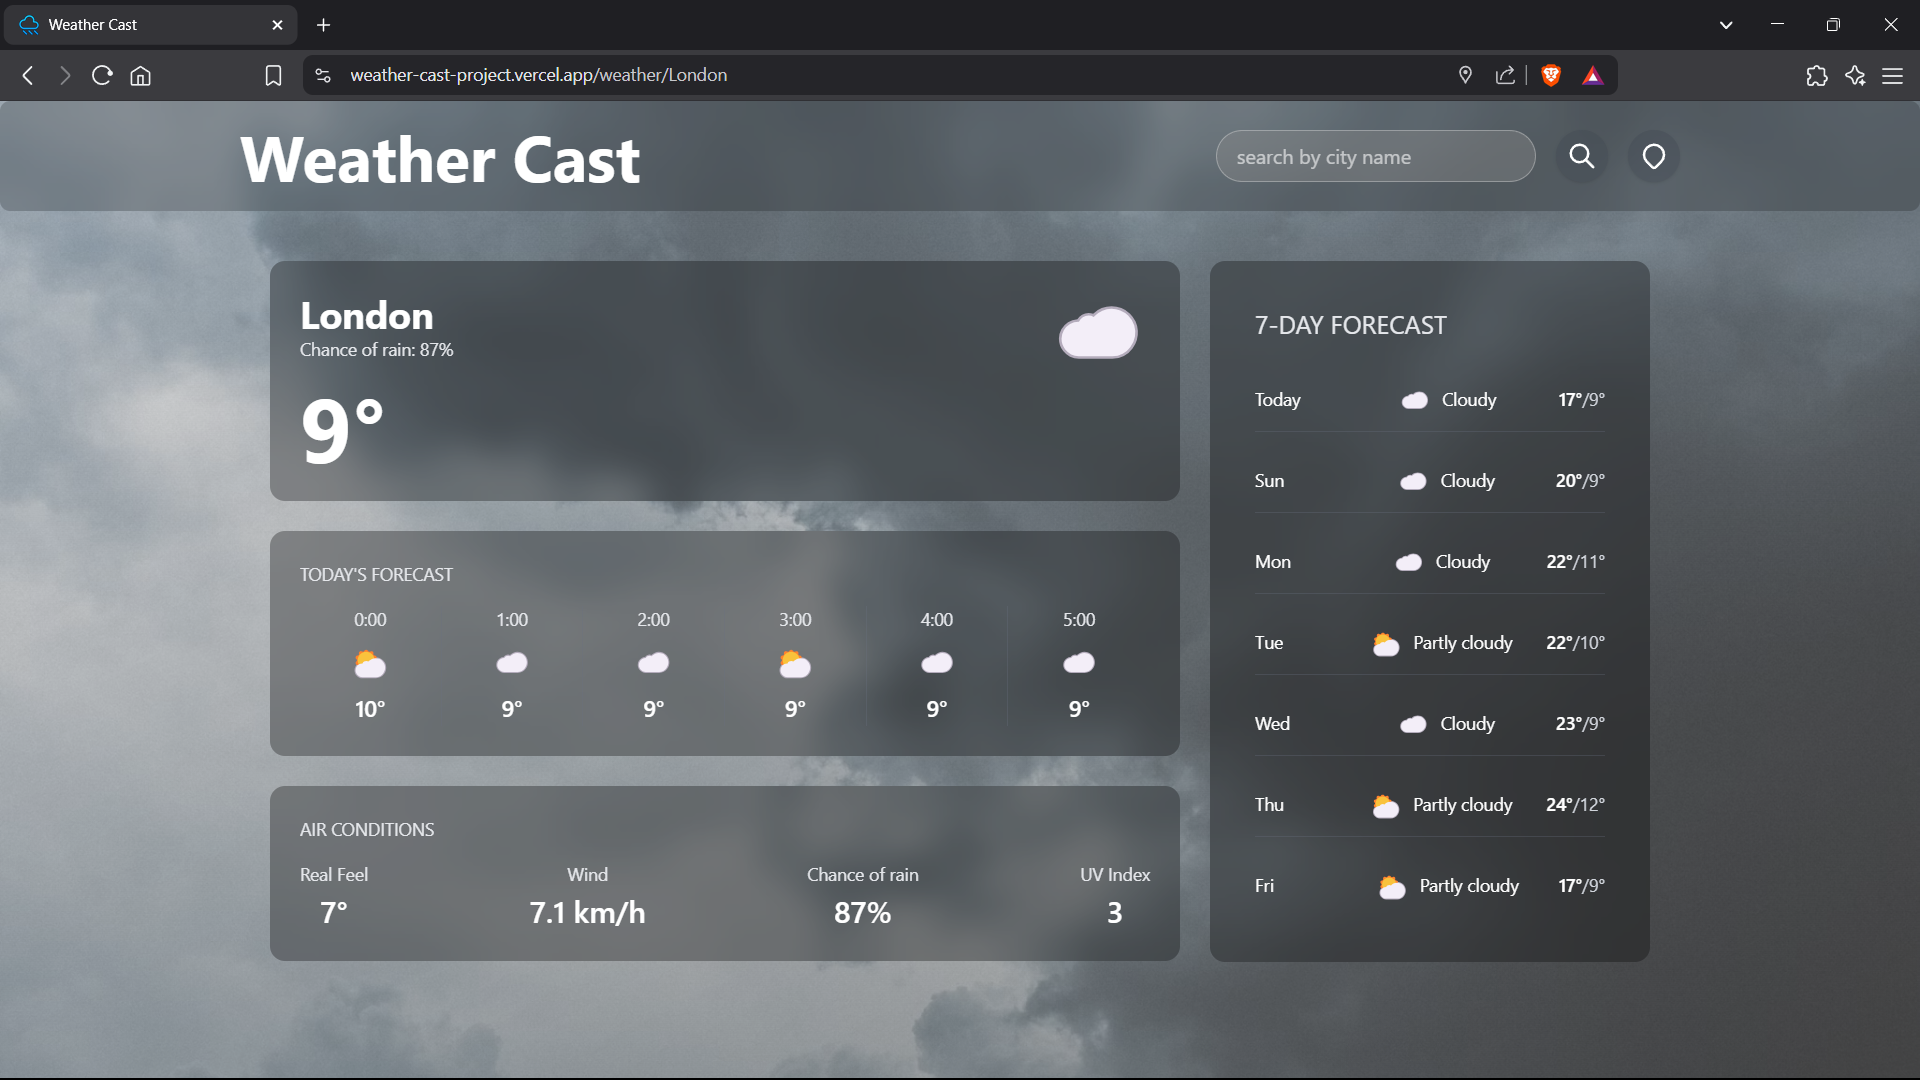 Weather Cast
weather-cast-project.vercel.app/weather/London
Weather Cast
search by city name
London
Chance of rain: 87%
9°
TODAY'S FORECAST
0:00 1:00 2:00 3:00 4:00 5:00
10° 9° 9° 9° 9° 9°
AIR CONDITIONS
Real Feel Wind Chance of rain UV Index
7° 7.1 km/h 87% 3
7-DAY FORECAST
Today Cloudy 17°/9°
Sun Cloudy 20°/9°
Mon Cloudy 22°/11°
Tue Partly cloudy 22°/10°
Wed Cloudy 23°/9°
Thu Partly cloudy 24°/12°
Fri Partly cloudy 17°/9°